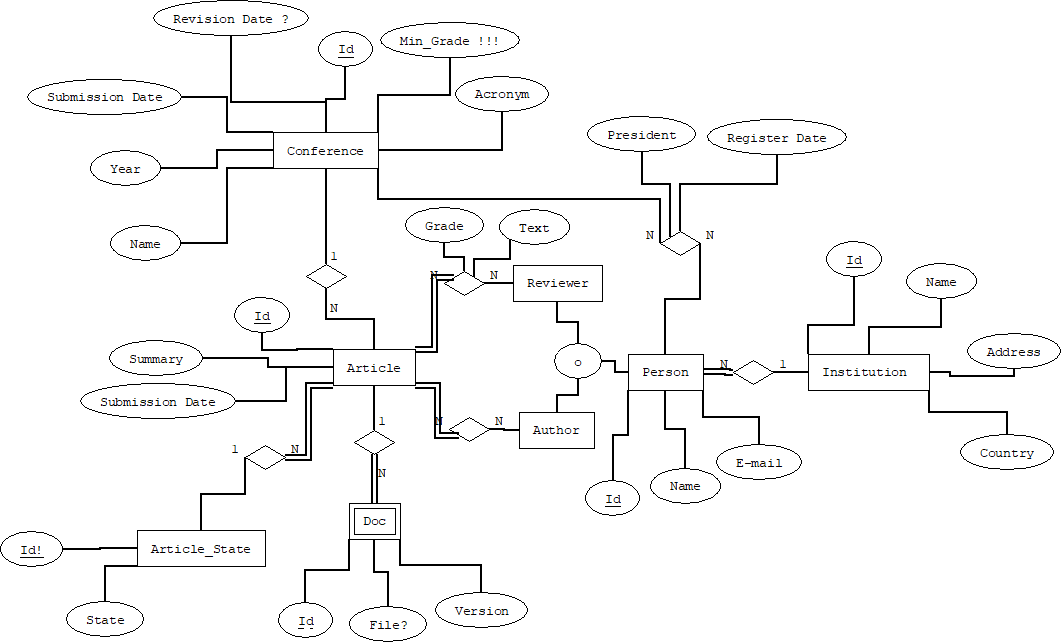 Revision Date ?
Id
Min_Grade !!!
Submission Date
Acronym
President
Register Date
Conference
Year
Name
Grade
Text
N
N
1
N
N
Reviewer
Id
Name
N
Id
Summary
Article
o
Person
N
1
Institution
Address
Submission Date
1
N
N
Author
1
N
E-mail
Country
N
Id
Name
Doc
Id!
Article_State
State
Id
File?
Version